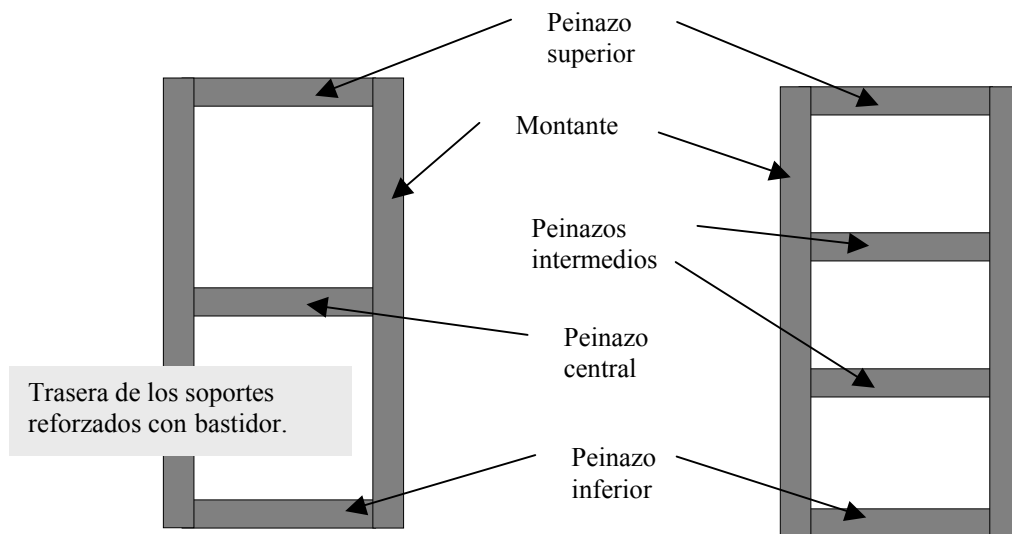 Peinazo
superior
Montante
Peinazos
intermedios
Peinazo
central
Trasera de los soportes
reforzados con bastidor.
Peinazo
inferior